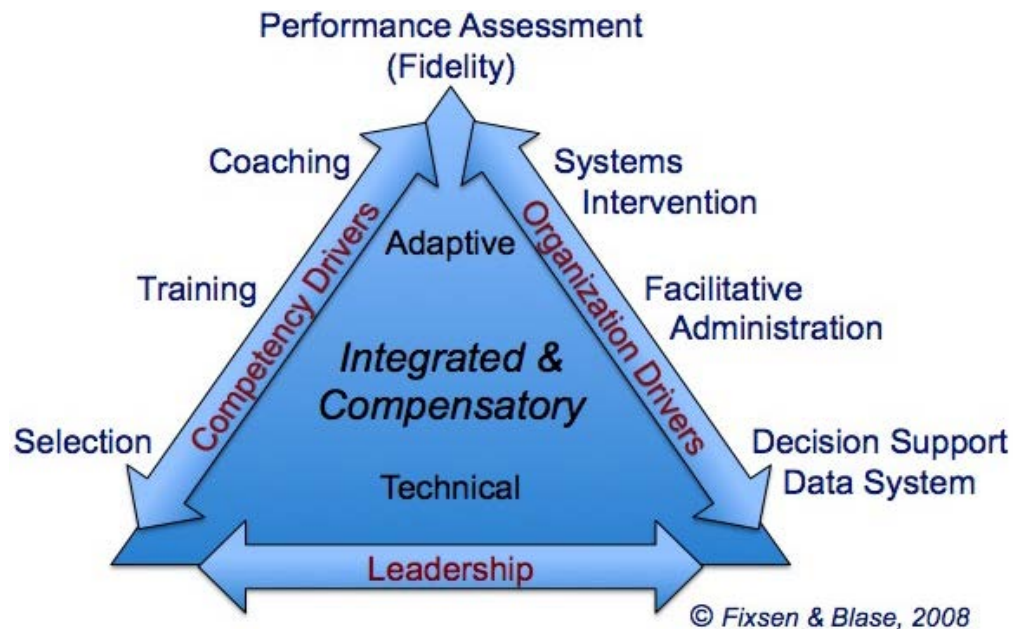 Performance Assessment
(Fidelity)
Coaching
Systems
Intervention
Competency Drivers
Organization Drivers
Adaptive
Training
Facilitative
Administration
Integrated &
Compensatory
Selection
Decision Support
Data System
Technical
Leadership
© Fixsen & Blase, 2008